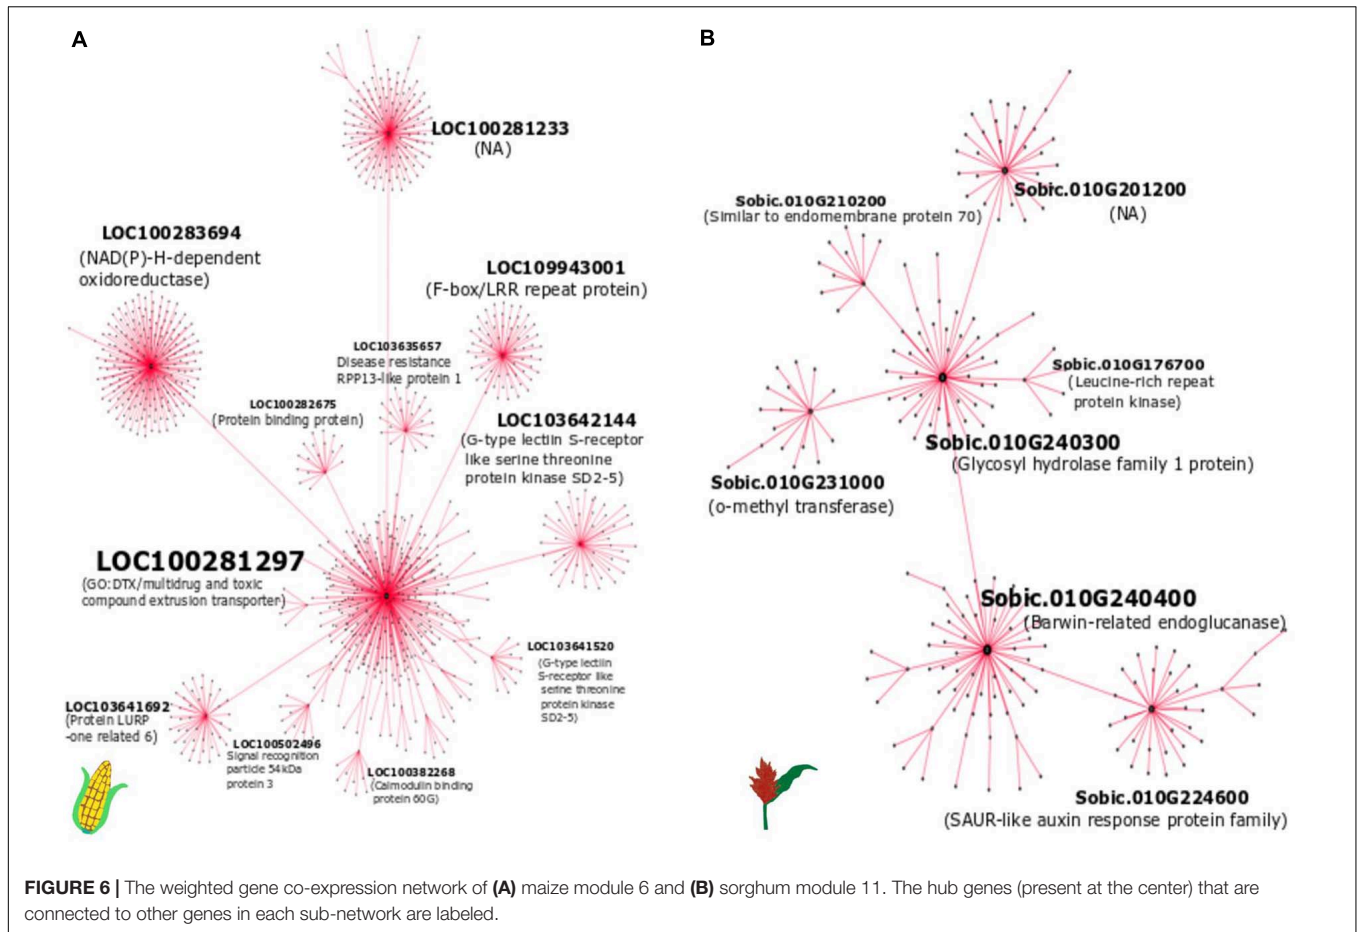 A
B
LOC100281233
(NA)
Sobic.010G201200
(NA)
Sobic.010G210200
(Similar to endomembrane protein 70)
LOC100283694
(NAD(P)-H-dependent
oxidoreductase)
LOC109943001
(F-box/LRR repeat protein)
LOC103635657
Disease resistance
RPP13-like protein 1
Sobic.010G176700
(Leucine-rich repeat
protein kinase)
LOC100282675
(Protein binding protein)
LOC103642144
(G-type lectiin S-receptor
like serine threonine
protein kinase SD2-5)
Sobic.010G240300
(Glycosyl hydrolase family 1 protein)
Sobic.010G231000
(o-methyl transferase)
LOC100281297
(GO:DTX/multidrug and toxic
compound extrusion transporter)
Sobic.010G240400
(Barwin-related endoglucanase)
LOC103641520
(G-type lectiin
S-receptor like
serine threonine
protein kinase
SD2-5)
LOC103641692
(Protein LURP
-one related 6)
LOC100502496
Signal recognition
particle 54kDa
protein 3
LOC100382268
(Calmodulin binding
protein 60G)
Sobic.010G224600
(SAUR-like auxin response protein family)
FIGURE 6 | The weighted gene co-expression network of (A) maize module 6 and (B) sorghum module 11. The hub genes (present at the center) that are
connected to other genes in each sub-network are labeled.